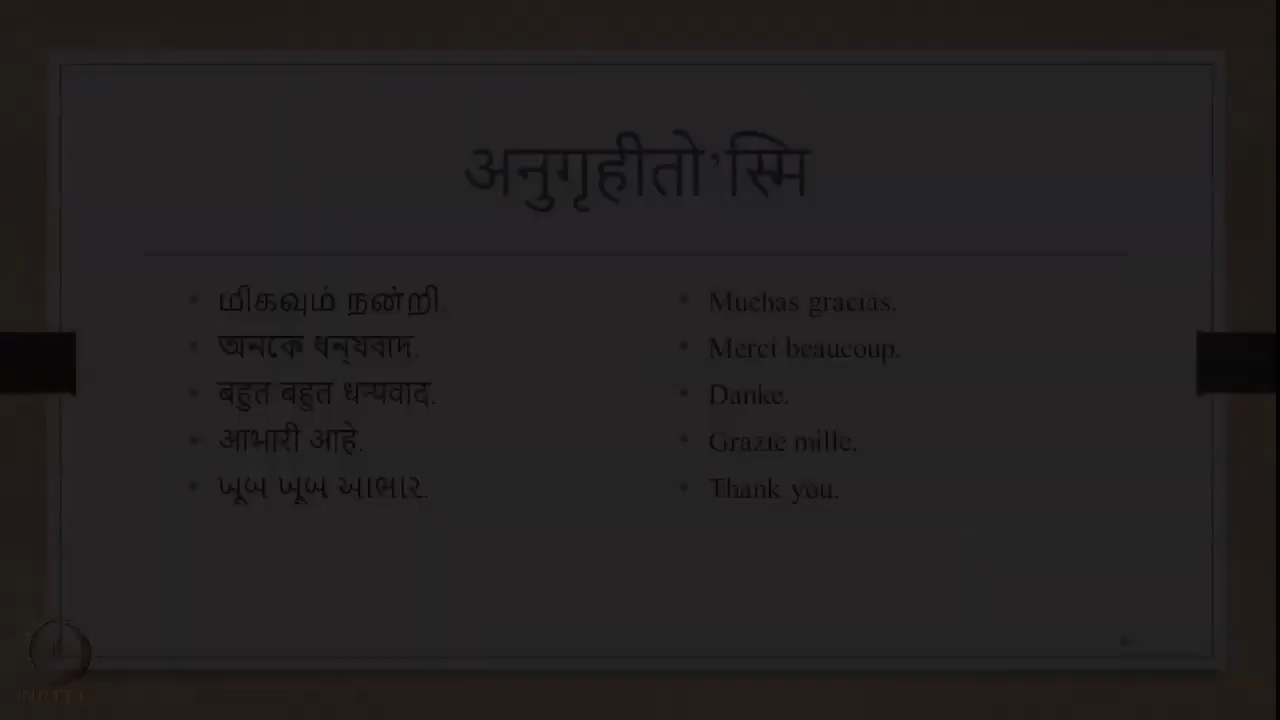 अनुगृहीतो’स्मि
மிகவும் நன்றி.
অনেক ধন্যবাদ.
बहुत बहुत धन्यवाद.
आभारी आहे.
ખૂબ ખૂબ આભાર.
Muchas gracias.
Merci beaucoup.
Danke.
Grazie mille.
Thank you.
NPTEL